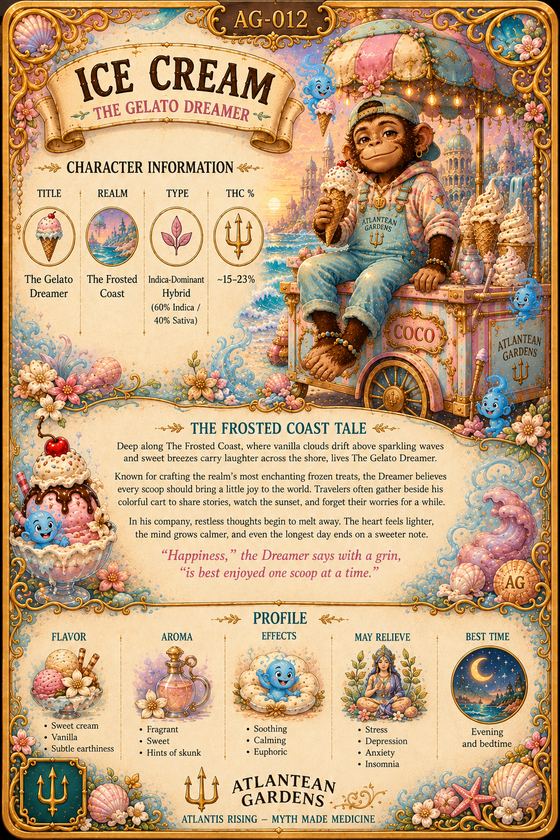 AG-012
ICE CREAM
THE GELATO DREAMER
CHARACTER INFORMATION
TITLE
The Gelato
Dreamer
REALM
The Frosted
Coast
TYPE
Indica-Dominant
Hybrid
(60% Indica /
40% Sativa)
THC %
~15–23%
ATLANTEAN
GARDENS
COCO
ATLANTEAN
GARDENS
THE FROSTED COAST TALE
Deep along The Frosted Coast, where vanilla clouds drift above sparkling waves
and sweet breezes carry laughter across the shore, lives The Gelato Dreamer.
Known for crafting the realm's most enchanting frozen treats, the Dreamer believes
every scoop should bring a little joy to the world. Travelers often gather beside his
colorful cart to share stories, watch the sunset, and forget their worries for a while.
In his company, restless thoughts begin to melt away. The heart feels lighter,
the mind grows calmer, and even the longest day ends on a sweeter note.
"Happiness," the Dreamer says with a grin,
"is best enjoyed one scoop at a time."
AG
PROFILE
FLAVOR
• Sweet cream
• Vanilla
• Subtle earthiness
AROMA
• Fragrant
• Sweet
• Hints of skunk
EFFECTS
• Soothing
• Calming
• Euphoric
MAY RELIEVE
• Stress
• Depression
• Anxiety
• Insomnia
BEST TIME
Evening
and bedtime
ATLANTEAN
GARDENS
ATLANTIS RISING – MYTH MADE MEDICINE